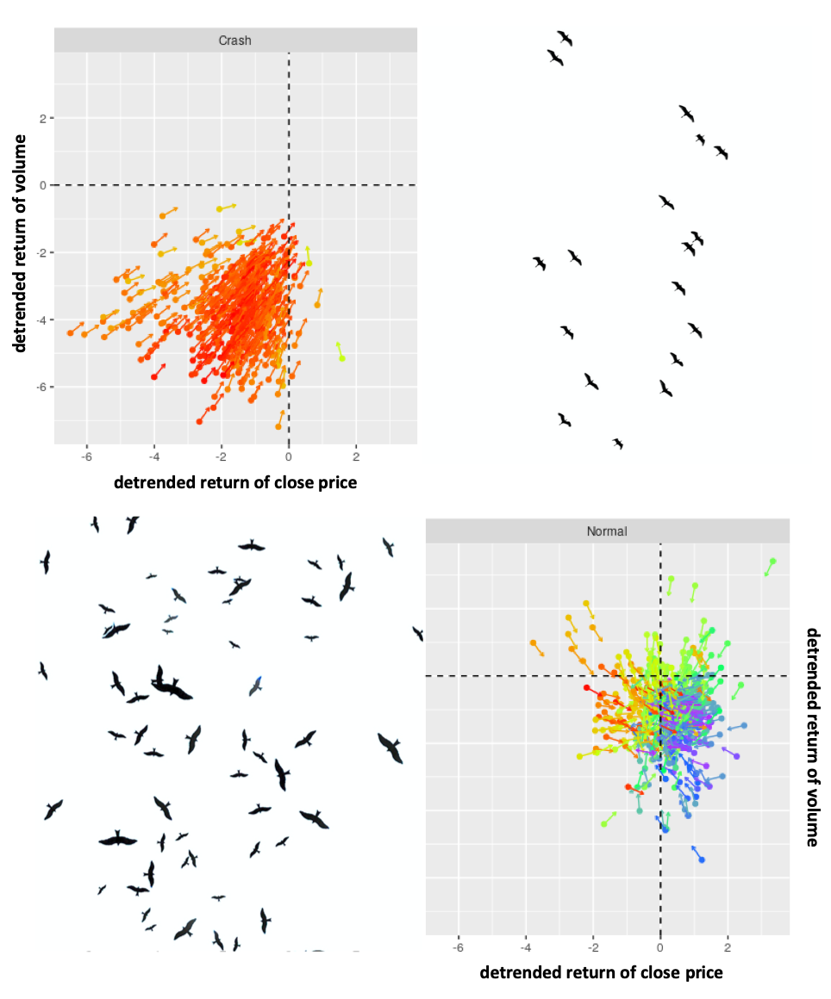 Crash
2
0
-2
-4
-6
detrended return of volume
-6
-4
-2
0
2
detrended return of close price
Normal
detrended return of volume
-6
-4
-2
0
2
detrended return of close price